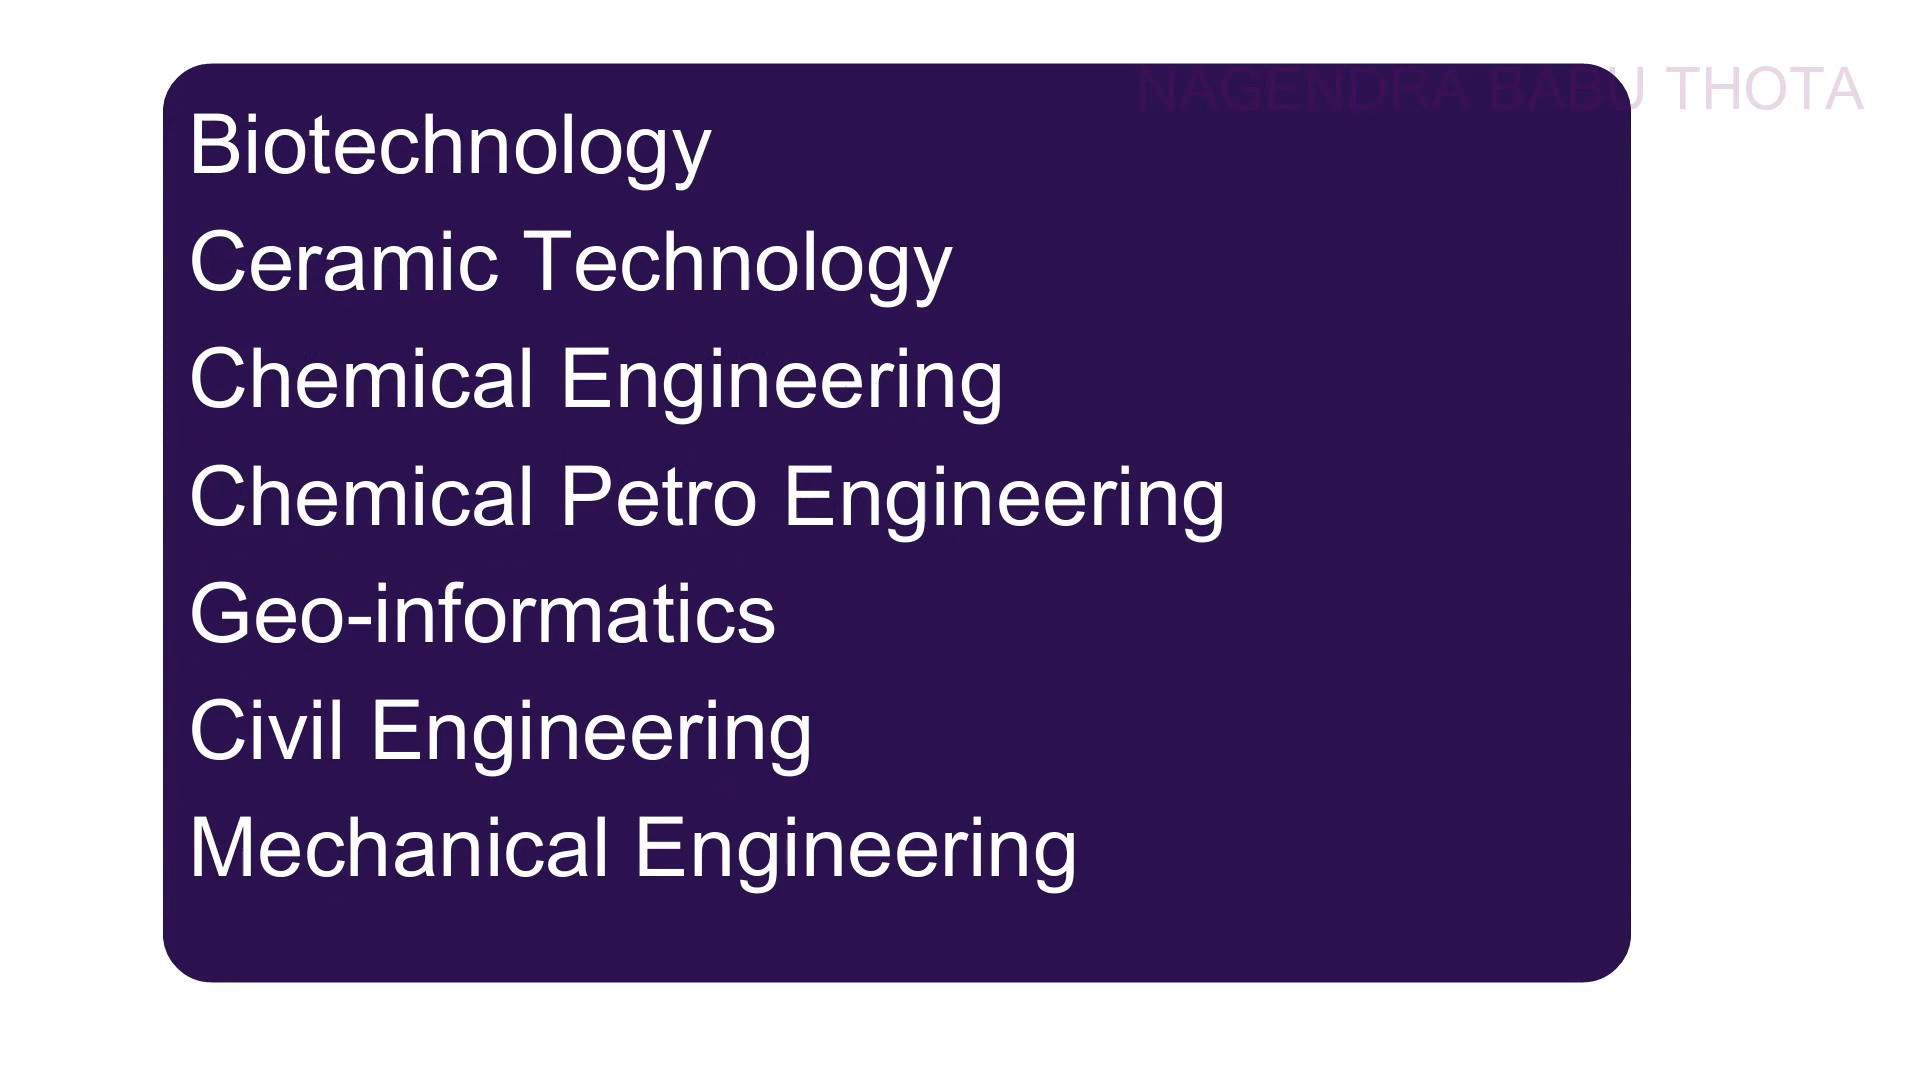 NAGENDRA BABU THOTA
Biotechnology
Ceramic Technology
Chemical Engineering
Chemical Petro Engineering
Geo-informatics
Civil Engineering
Mechanical Engineering